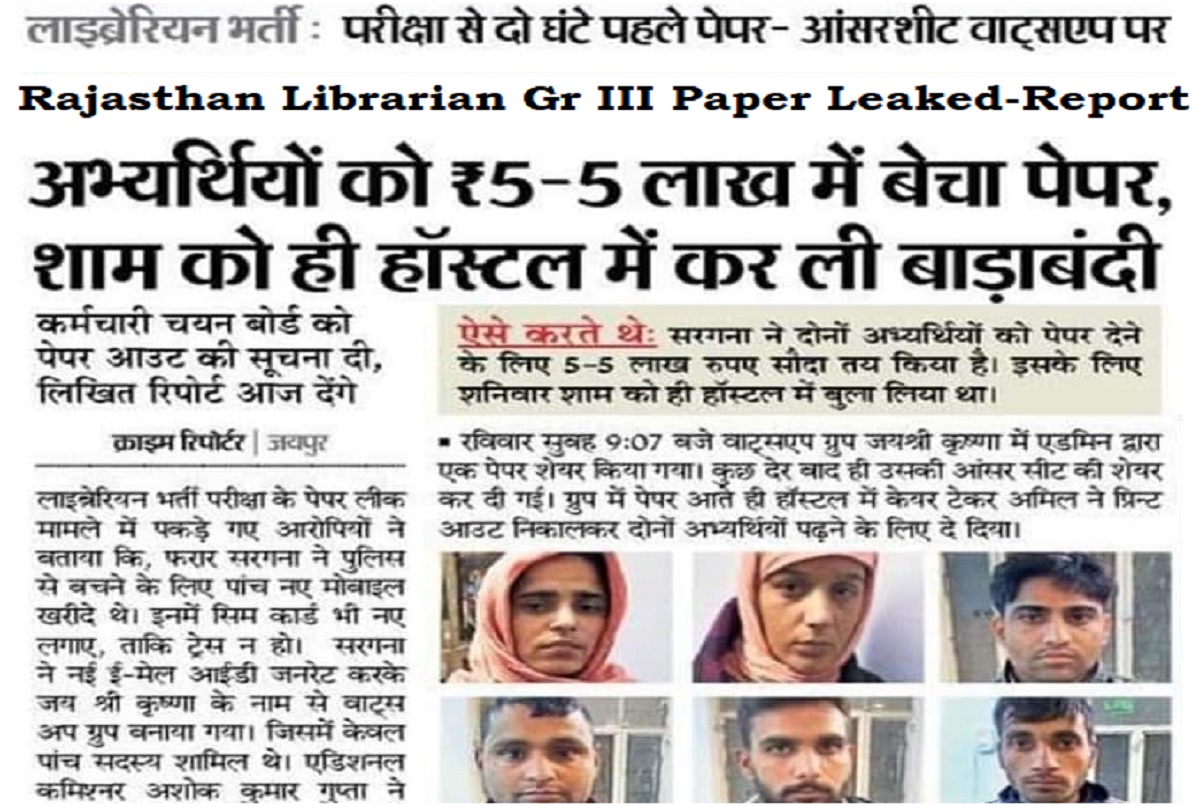 लाइब्रेरियन भर्ती : परीक्षा से दो घंटे पहले पेपर- आंसरशीट वाट्सएप पर
Rajasthan Librarian Gr III Paper Leaked-Report
अभ्यर्थियों को ₹5-5 लाख में बेचा पेपर,
शाम को ही हॉस्टल में कर ली बाड़ाबंदी
कर्मचारी चयन बोर्ड को
पेपर आउट की सूचना दी,
लिखित रिपोर्ट आज देंगे
क्राइम रिपोर्टर | जयपुर
लाइब्रेरियन भर्ती परीक्षा के पेपर लीक
मामले में पकड़े गए आरोपियों ने
बताया कि, फरार सरगना ने पुलिस
से बचने के लिए पांच नए मोबाइल
खरीदे थे। इनमें सिम कार्ड भी नए
लगाए, ताकि ट्रेस न हो। सरगना
ने नई ई-मेल आईडी जनरेट करके
जय श्री कृष्णा के नाम से वाट्स
अप ग्रुप बनाया गया। जिसमें केवल
पांच सदस्य शामिल थे। एडिशनल
कमिश्नर अशोक कुमार गुप्ता ने
ऐसे करते थे: सरगना ने दोनों अभ्यर्थियों को पेपर देने
के लिए 5-5 लाख रुपए सौदा तय किया है। इसके लिए
शनिवार शाम को ही हॉस्टल में बुला लिया था।
▪ रविवार सुबह 9:07 बजे वाट्सएप ग्रुप जयश्री कृष्णा में एडमिन द्वारा
एक पेपर शेयर किया गया। कुछ देर बाद ही उसकी आंसर सीट की शेयर
कर दी गई। ग्रुप में पेपर आते ही हॉस्टल में केयर टेकर अमिल ने प्रिन्ट
आउट निकालकर दोनों अभ्यर्थियों पढ़ने के लिए दे दिया।